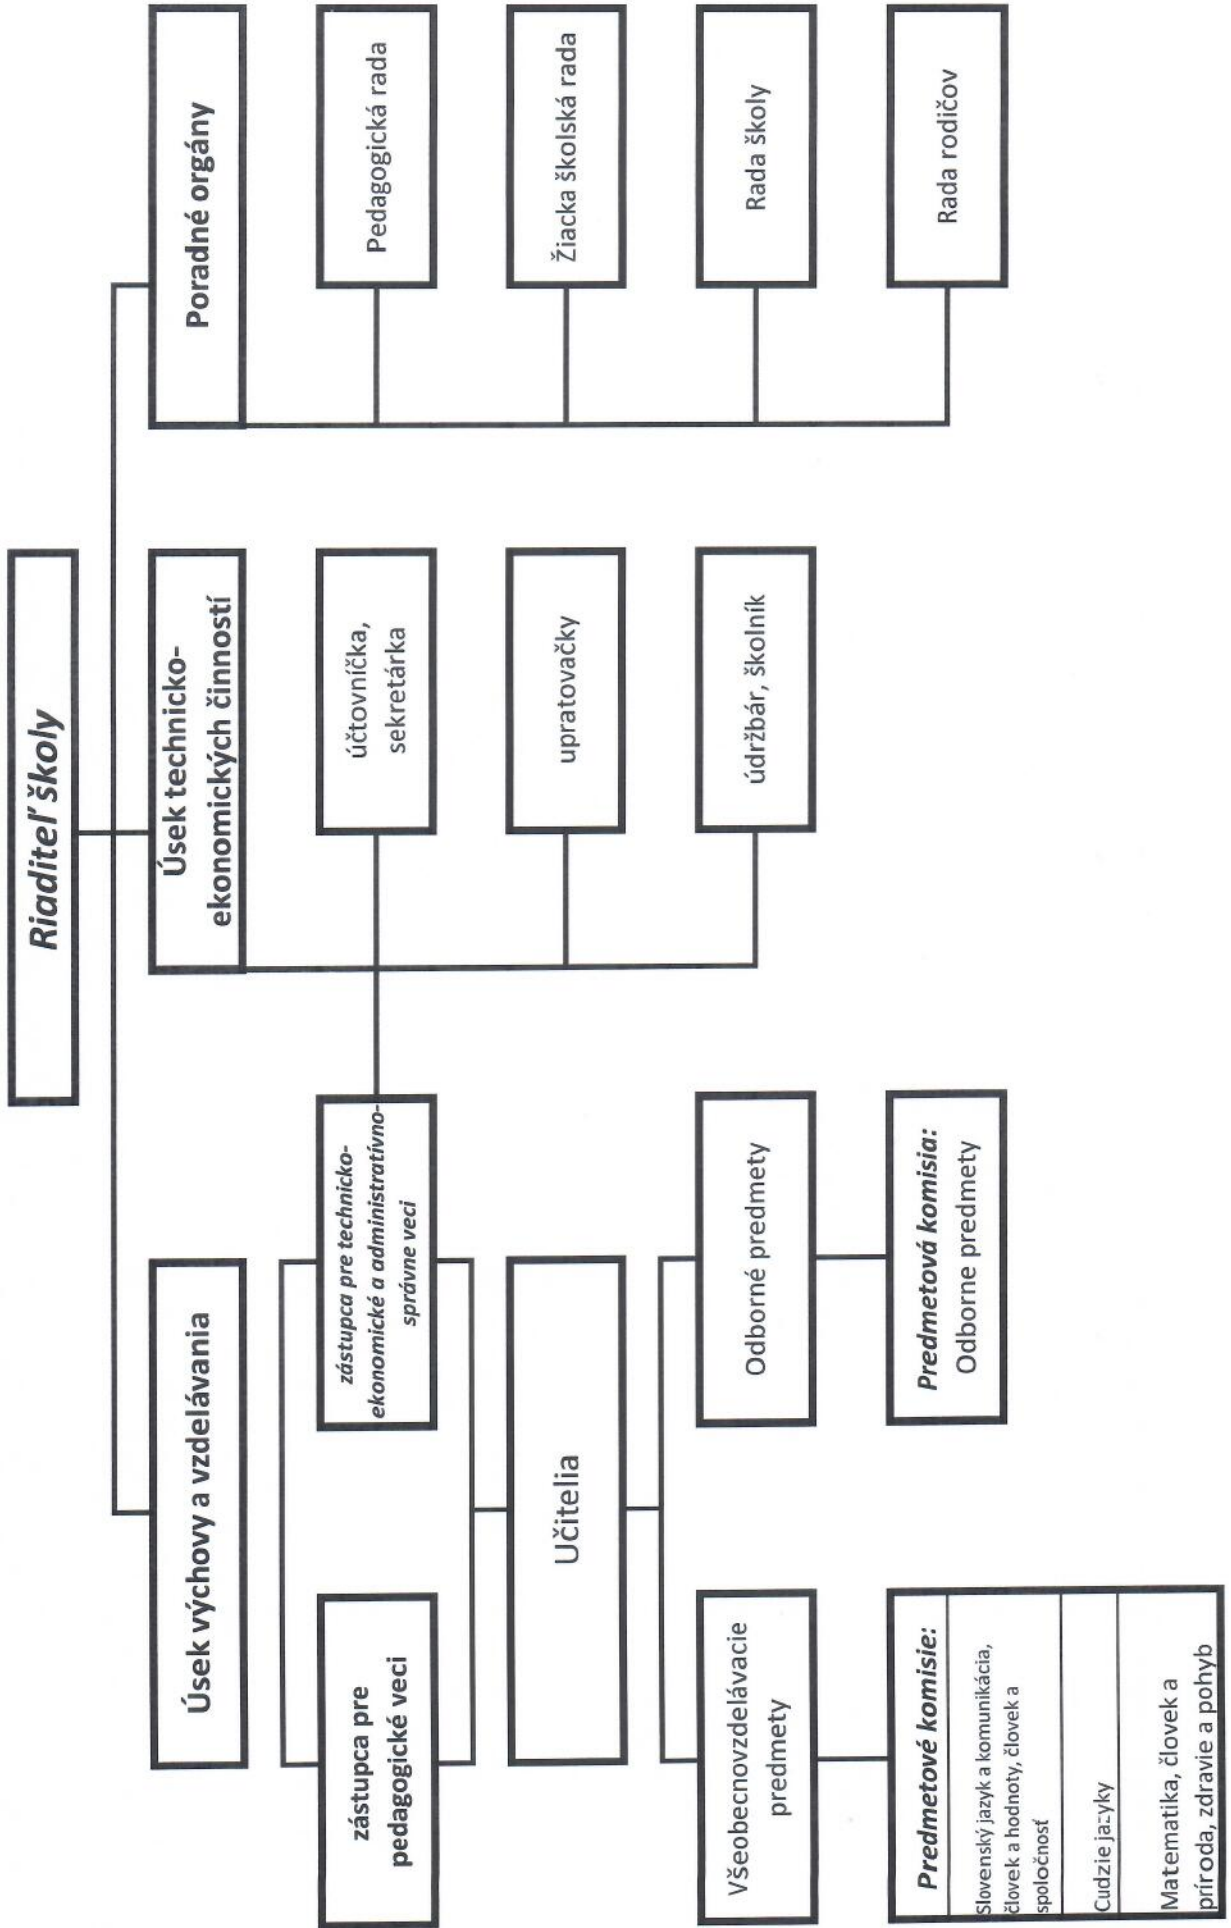 Riaditeľ školy
Úsek výchovy a vzdelávania
Úsek technicko-
ekonomických činností
Poradné orgány
zástupca pre
pedagogické veci
zástupca pre technicko-
ekonomické a administratívno-
správne veci
účtovníčka,
sekretárka
Pedagogická rada
Učitelia
upratovačky
Žiacka školská rada
Všeobecnovzdelávacie
predmety
Odborné predmety
údržbár, školník
Rada školy
Predmetové komisie:
Slovenský jazyk a komunikácia,
človek a hodnoty, človek a
spoločnosť
Cudzie jazyky
Matematika, človek a
príroda, zdravie a pohyb
Predmetová komisia:
Odborne predmety
Rada rodičov